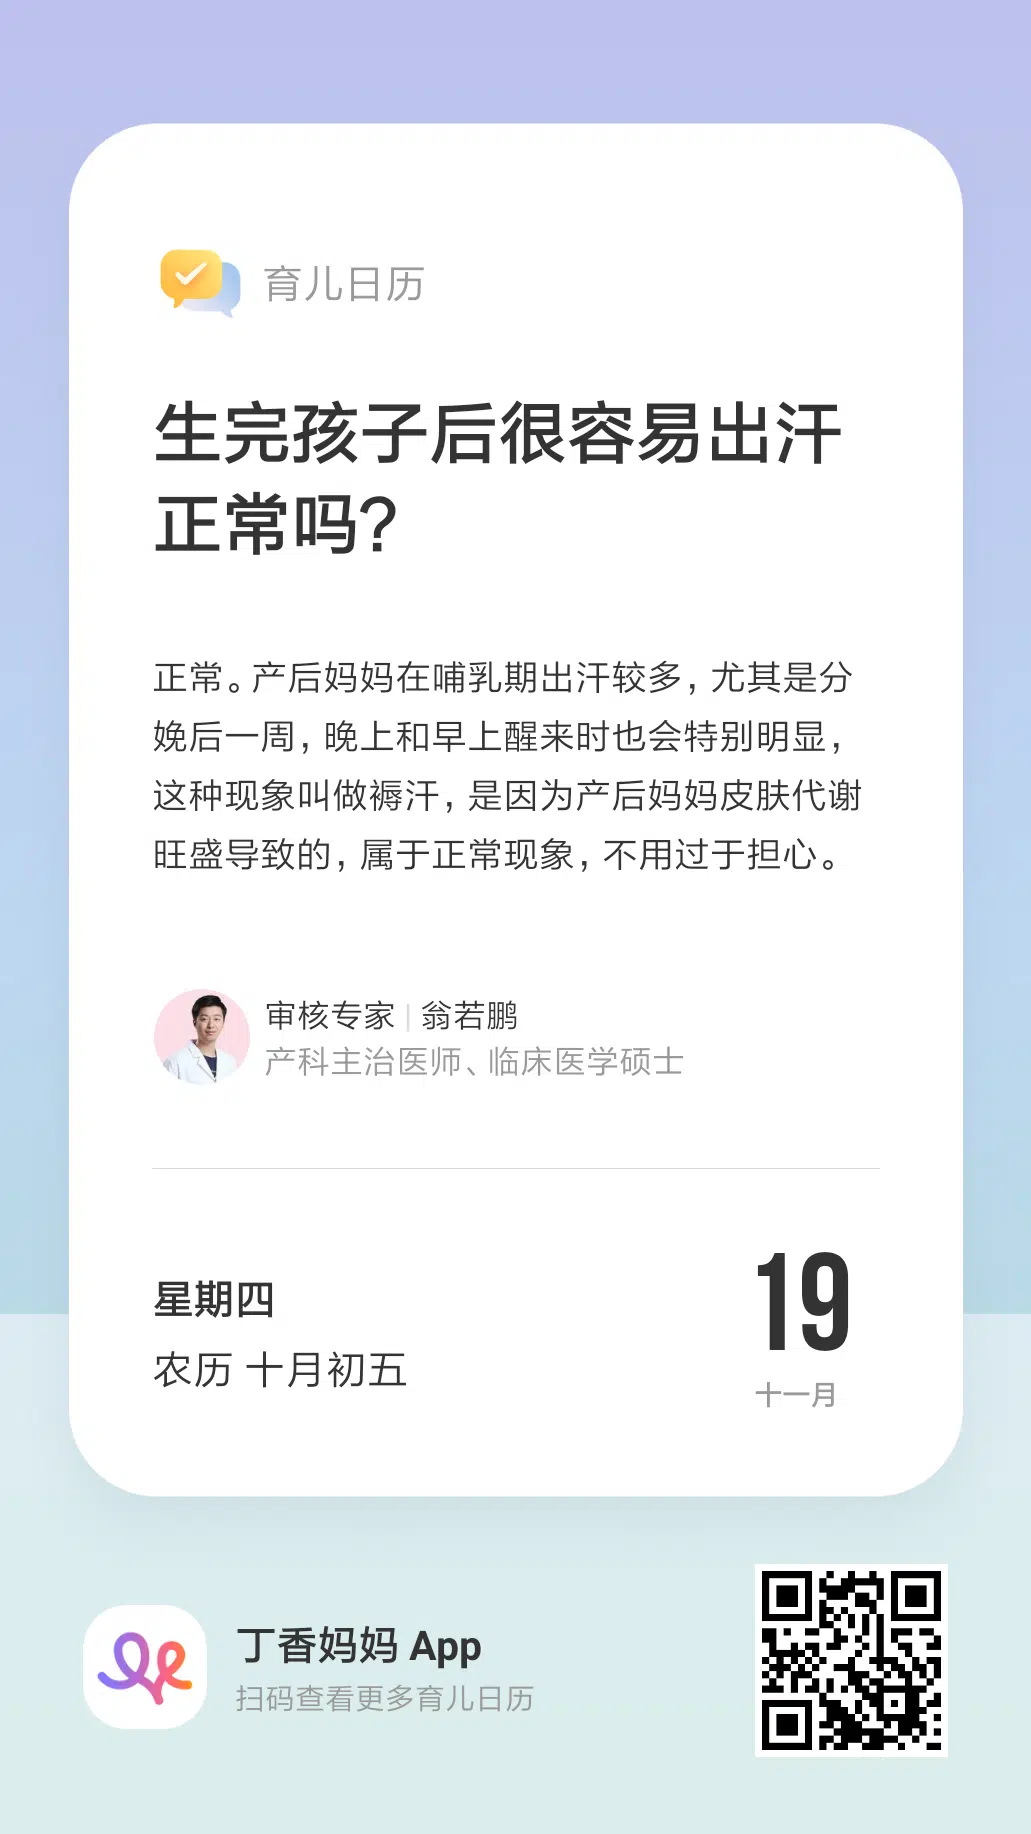 育儿日历
生完孩子后很容易出汗
正常吗？
正常。产后妈妈在哺乳期出汗较多，尤其是分
娩后一周，晚上和早上醒来时也会特别明显，
这种现象叫做褥汗，是因为产后妈妈皮肤代谢
旺盛导致的，属于正常现象，不用过于担心。
审核专家 | 翁若鹏
产科主治医师、临床医学硕士
星期四
农历 十月初五
19
十一月
丁香妈妈 App
扫码查看更多育儿日历